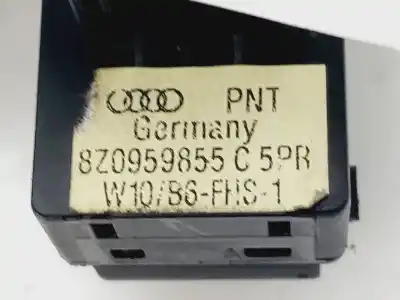 PNT
Germany
8Z0959855 C 5PR
W10/B6-FHS-1